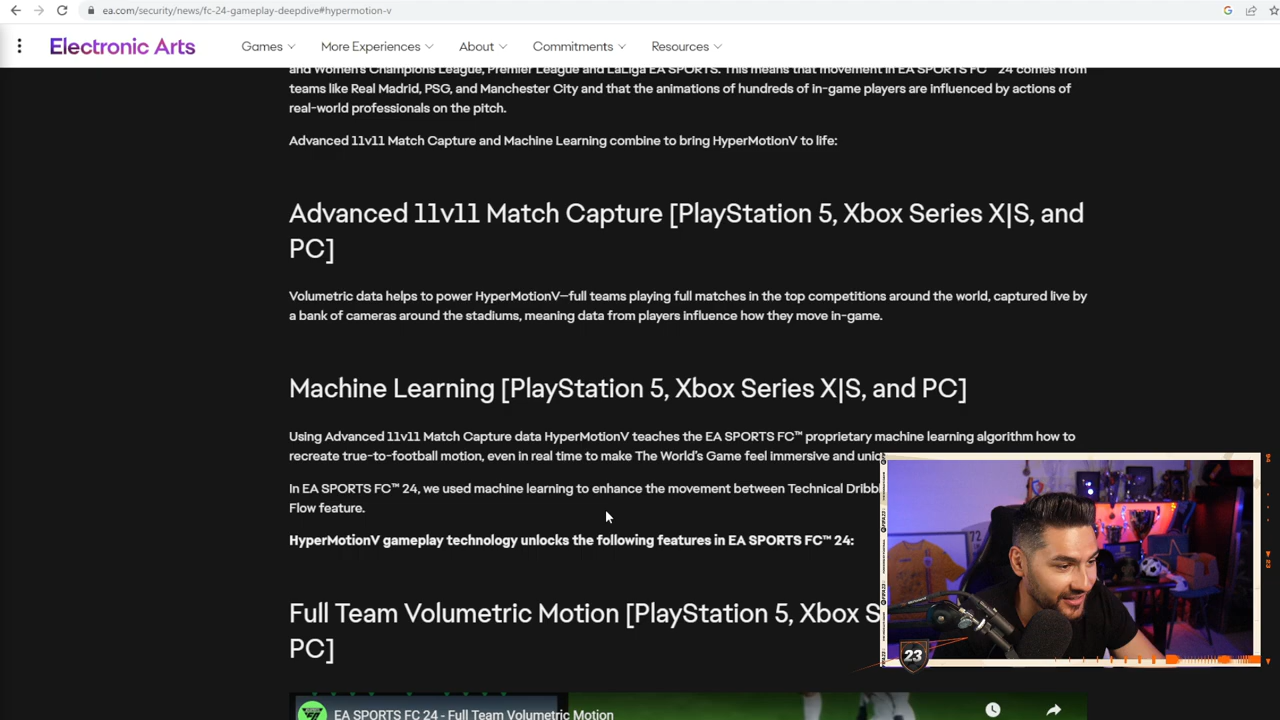 ea.com/security/news/fc-24-gameplay-deepdive#hypermotion-v
Electronic Arts
Games
More Experiences
About
Commitments
Resources
and Women's Champions League, Premier League and LaLiga EA SPORTS. This means that movement in EA SPORTS FC™ 24 comes from
teams like Real Madrid, PSG, and Manchester City and that the animations of hundreds of in-game players are influenced by actions of
real-world professionals on the pitch.
Advanced 11v11 Match Capture and Machine Learning combine to bring HyperMotionV to life:
Advanced 11v11 Match Capture [PlayStation 5, Xbox Series X|S, and
PC]
Volumetric data helps to power HyperMotionV—full teams playing full matches in the top competitions around the world, captured live by
a bank of cameras around the stadiums, meaning data from players influence how they move in-game.
Machine Learning [PlayStation 5, Xbox Series X|S, and PC]
Using Advanced 11v11 Match Capture data HyperMotionV teaches the EA SPORTS FC™ proprietary machine learning algorithm how to
recreate true-to-football motion, even in real time to make The World's Game feel immersive and
In EA SPORTS FC™ 24, we used machine learning to enhance the movement between Technical
Flow feature.
HyperMotionV gameplay technology unlocks the following features in EA SPORTS FC™ 24:
Full Team Volumetric Motion [PlayStation 5, Xbox S
PC]
EA SPORTS FC 24 - Full Team Volumetric Motion
72
94
23
23